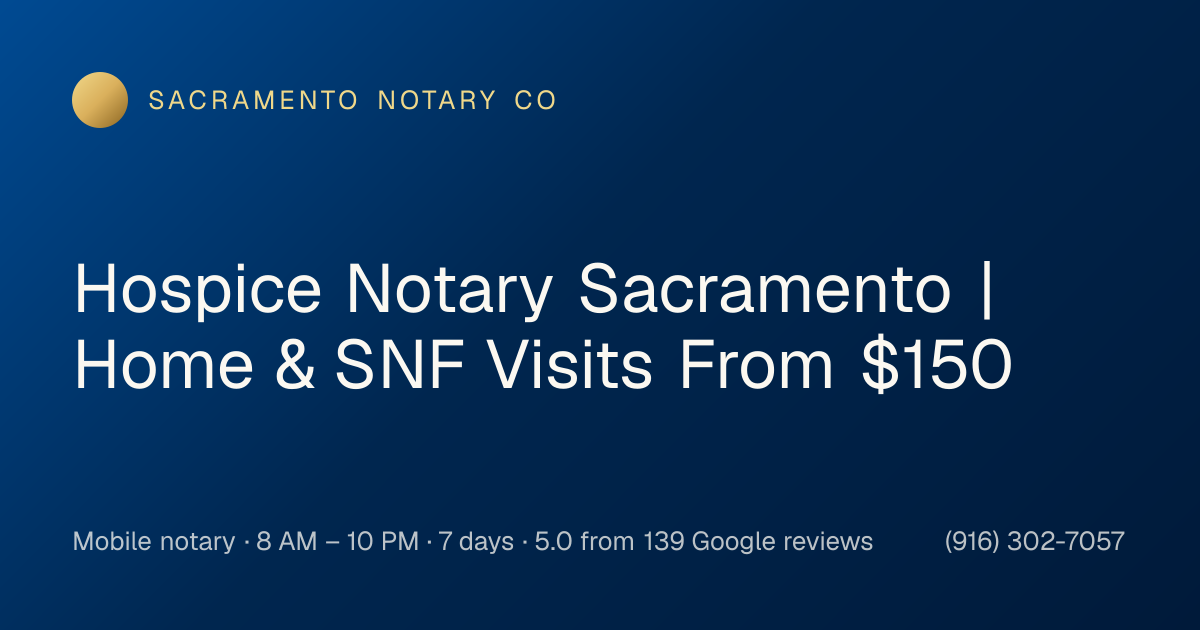 SACRAMENTO NOTARY CO
Hospice Notary Sacramento |
Home & SNF Visits From $150
Mobile notary · 8 AM – 10 PM · 7 days · 5.0 from 139 Google reviews
(916) 302-7057